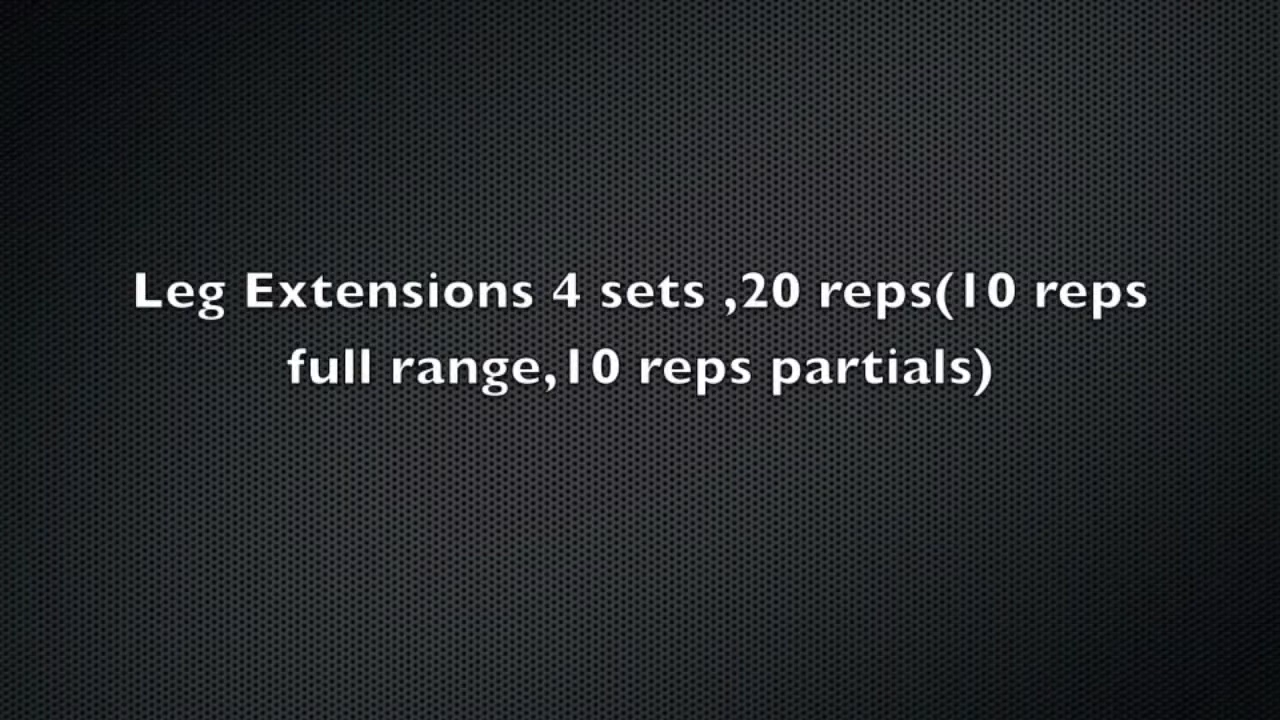 Leg Extensions 4 sets ,20 reps(10 reps
full range,10 reps partials)